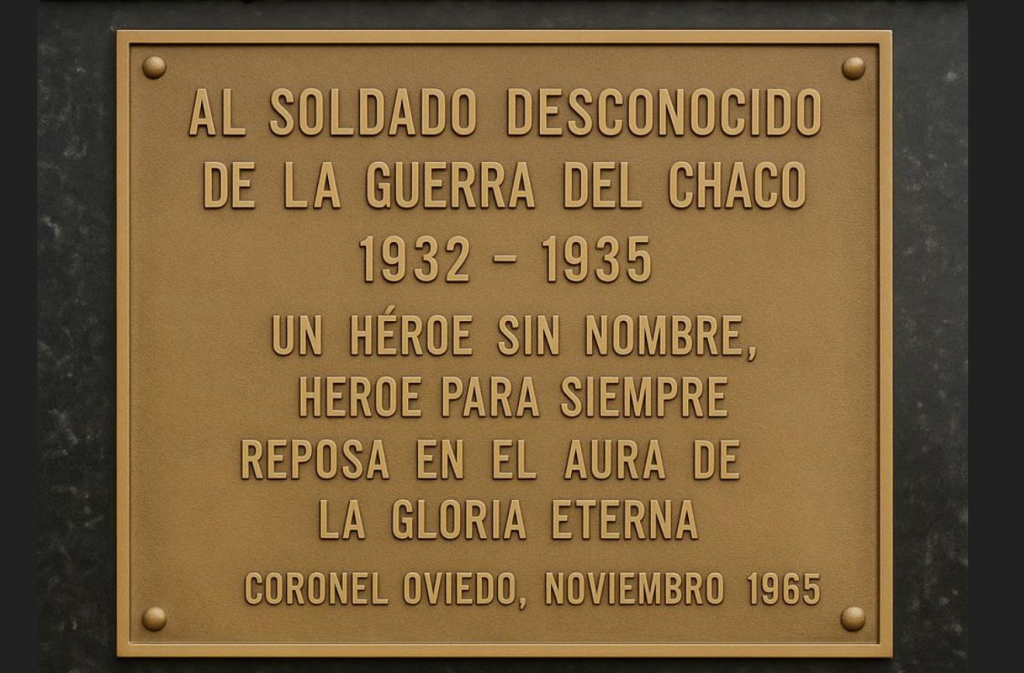 AL SOLDADO DESCONOCIDO
DE LA GUERRA DEL CHACO
1932 – 1935
UN HÉROE SIN NOMBRE,
HEROE PARA SIEMPRE
REPOSA EN EL AURA DE
LA GLORIA ETERNA
CORONEL OVIEDO, NOVIEMBRO 1965